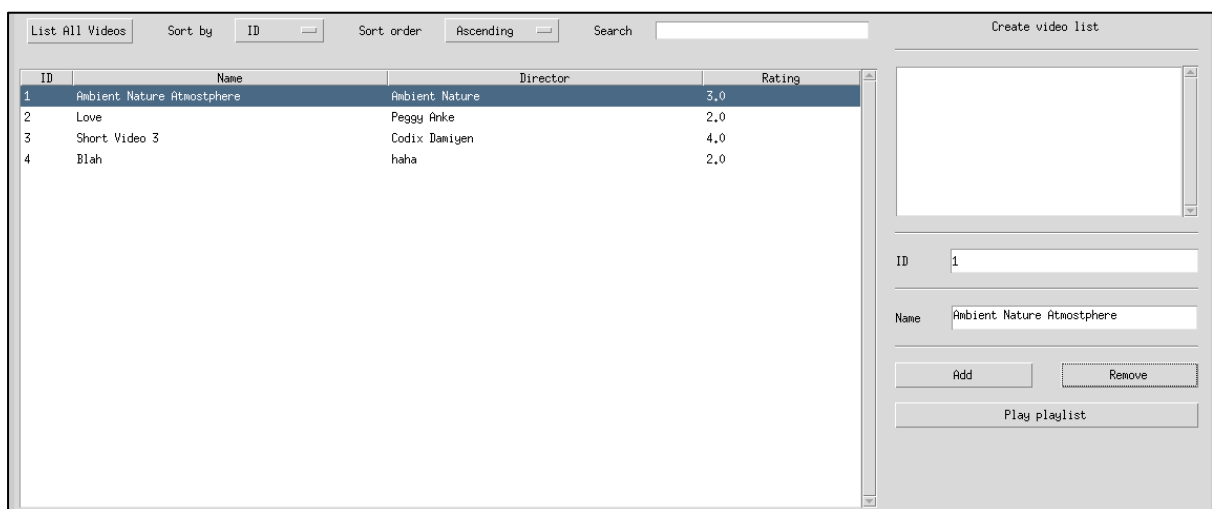 List All Videos Sort by ID Sort order Ascending Search
ID Name Director Rating
1 Ambient Nature Atmostphere Ambient Nature 3.0
2 Love Peggy Anke 2.0
3 Short Video 3 Codix Damiyen 4.0
4 Blah haha 2.0
Create video list
ID 1
Name Ambient Nature Atmostphere
Add Remove
Play playlist